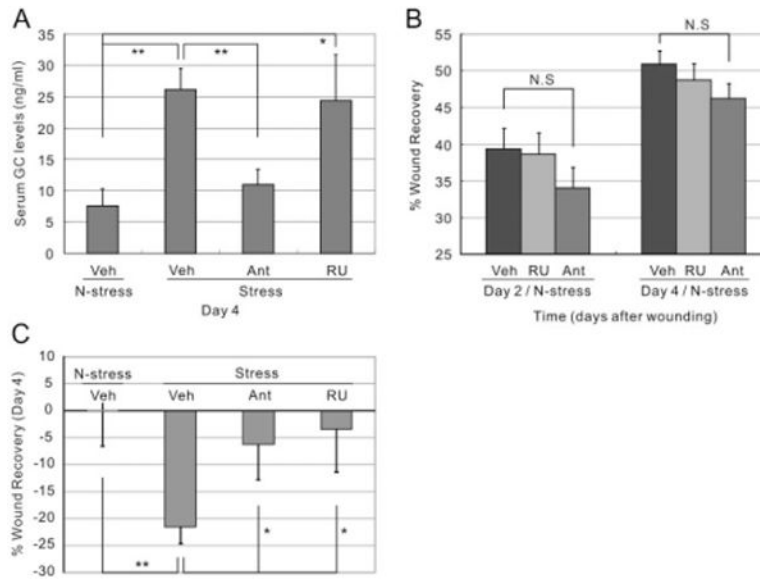 A
Serum GC levels (ng/ml)
35
30
25
20
15
10
5
0
**
**
*
Veh
Veh
Ant
RU
N-stress
Stress
Day 4
B
% Wound Recovery
55
50
45
40
35
30
25
N.S
N.S
Veh RU Ant
Veh RU Ant
Day 2 / N-stress
Day 4 / N-stress
Time (days after wounding)
C
% Wound Recovery (Day 4)
10
5
0
-5
-10
-15
-20
-25
-30
N-stress
Stress
Veh
Veh
Ant
RU
**
*
*